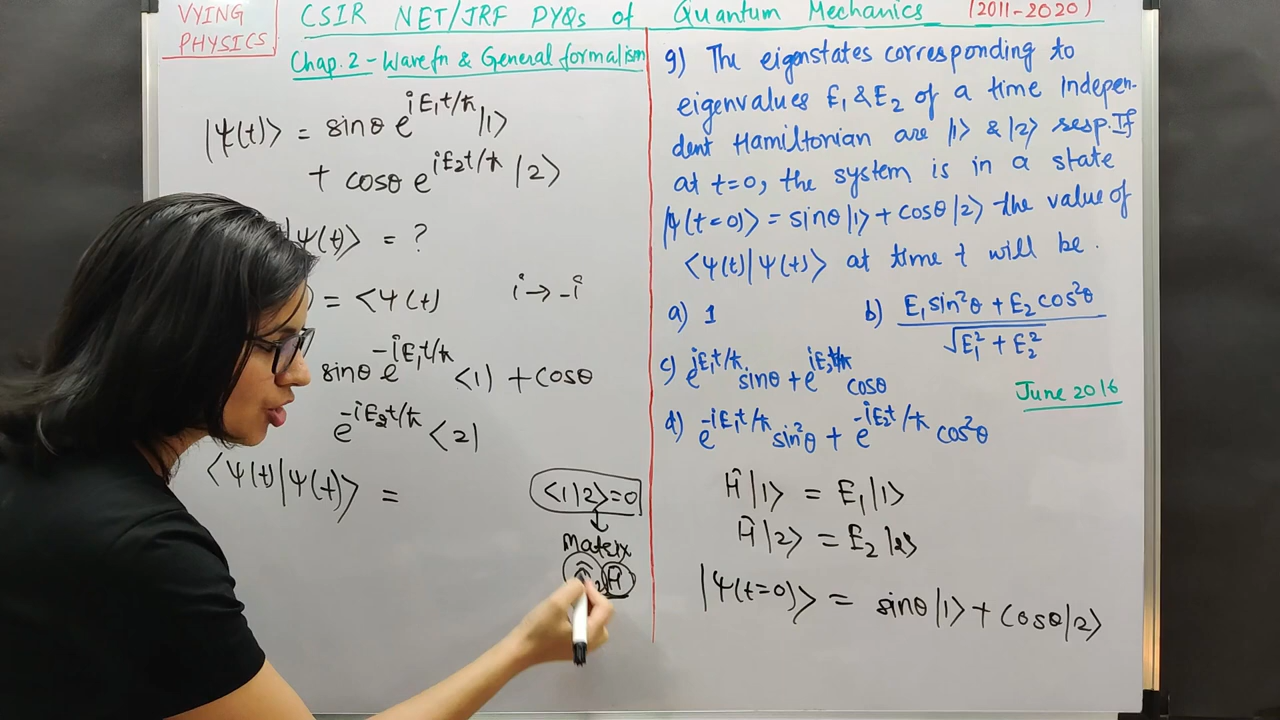 VYING
PHYSICS
CSIR NET/JRF PYQs of Quantum Mechanics (2011-2020)
Chap.2 - Wavefn & General formalism
|ψ(t)> = sinθ e^{iE₁t/ħ} |1>
+ cosθ e^{iE₂t/ħ} |2>
ψ(t)> = ?
= <ψ(t) i → -i
sinθ e^{-iE₁t/ħ} <1| + cosθ
e^{-iE₂t/ħ} <2|
<ψ(t)|ψ(t)> =
<1|2>=0
Matrix
Ĥ
9) The eigenstates corresponding to
eigenvalues E₁ & E₂ of a time Indepen-
dent Hamiltonian are |1> & |2> resp. If
at t=0, the system is in a state
|ψ(t=0)> = sinθ|1> + cosθ|2> the value of
<ψ(t)|ψ(t)> at time t will be.
a) 1 b) E₁sin²θ + E₂cos²θ
√E₁² + E₂²
c) e^{iE₁t/ħ} sinθ + e^{iE₂t/ħ} cosθ
June 2016
d) e^{-iE₁t/ħ} sin²θ + e^{-iE₂t/ħ} cos²θ
Ĥ|1> = E₁|1>
Ĥ|2> = E₂|2>
|ψ(t=0)> = sinθ|1> + cosθ|2>